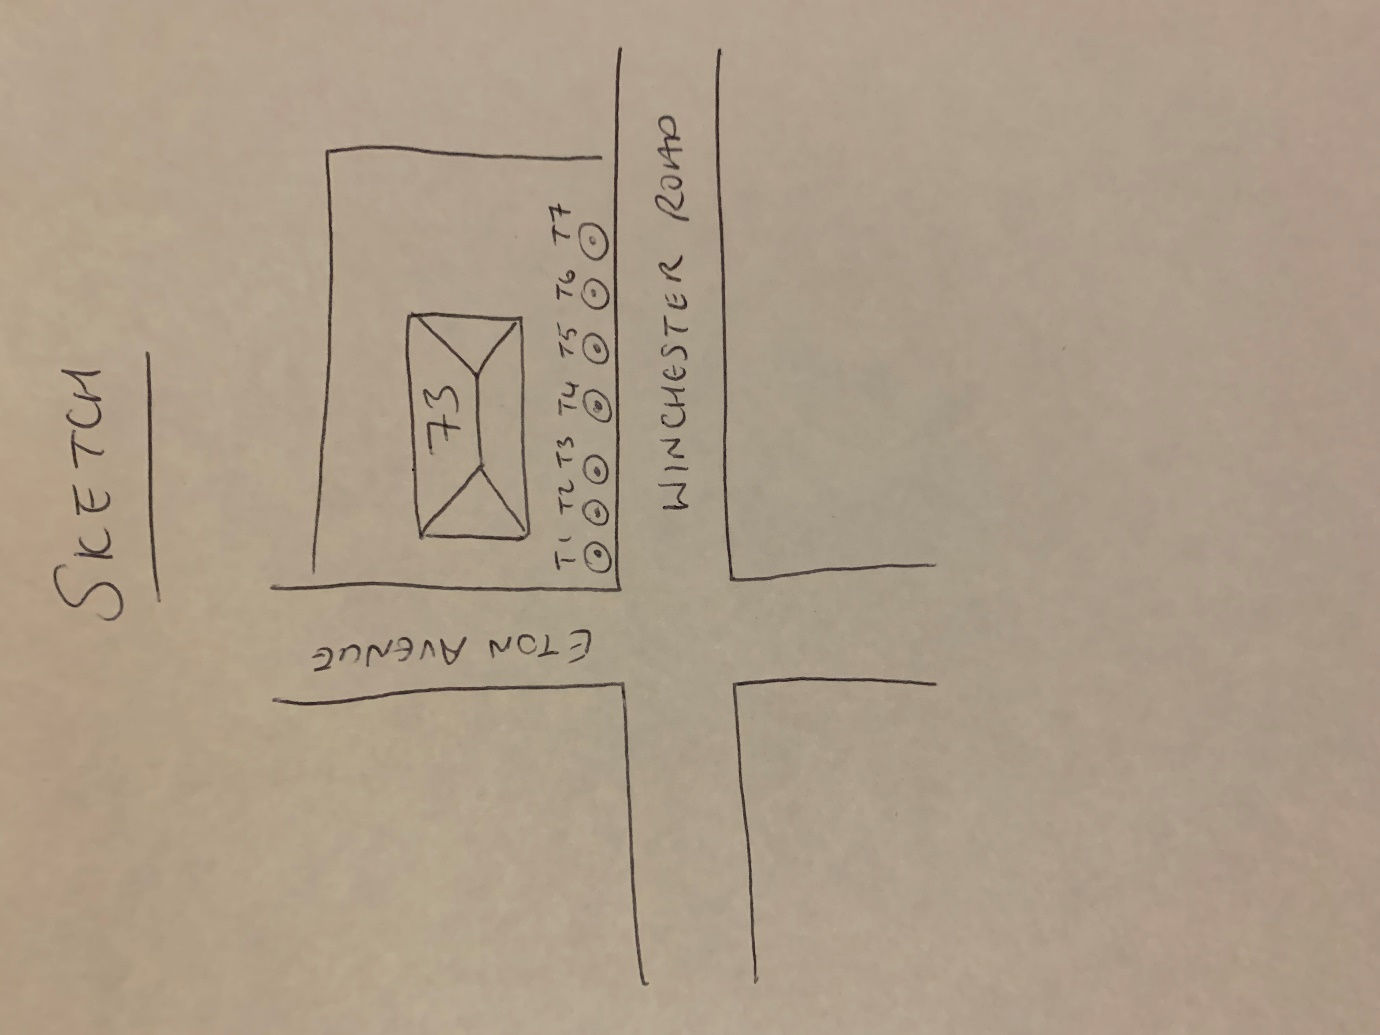 SKETCH
73
T1 T2 T3 T4 T5 T6 T7
WINCHESTER ROAD
ETON AVENUE